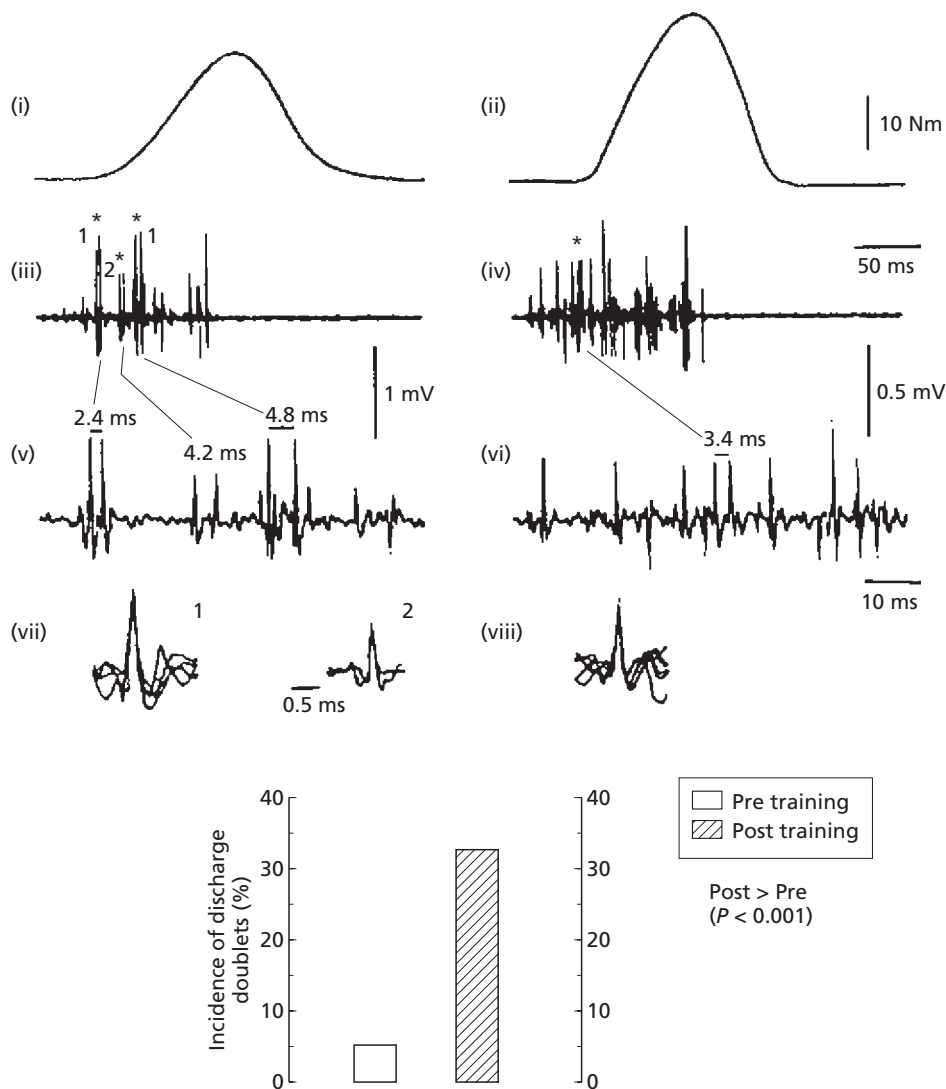 (i)
(ii)
10 Nm
* *
1 * 1
2
(iii)
*
(iv)
50 ms
1 mV
0.5 mV
2.4 ms
4.2 ms
4.8 ms
3.4 ms
(v)
(vi)
10 ms
(vii)
1
2
0.5 ms
(viii)
Incidence of discharge
doublets (%)
40
30
20
10
0
40
30
20
10
0
Pre training
Post training
Post > Pre
(P < 0.001)